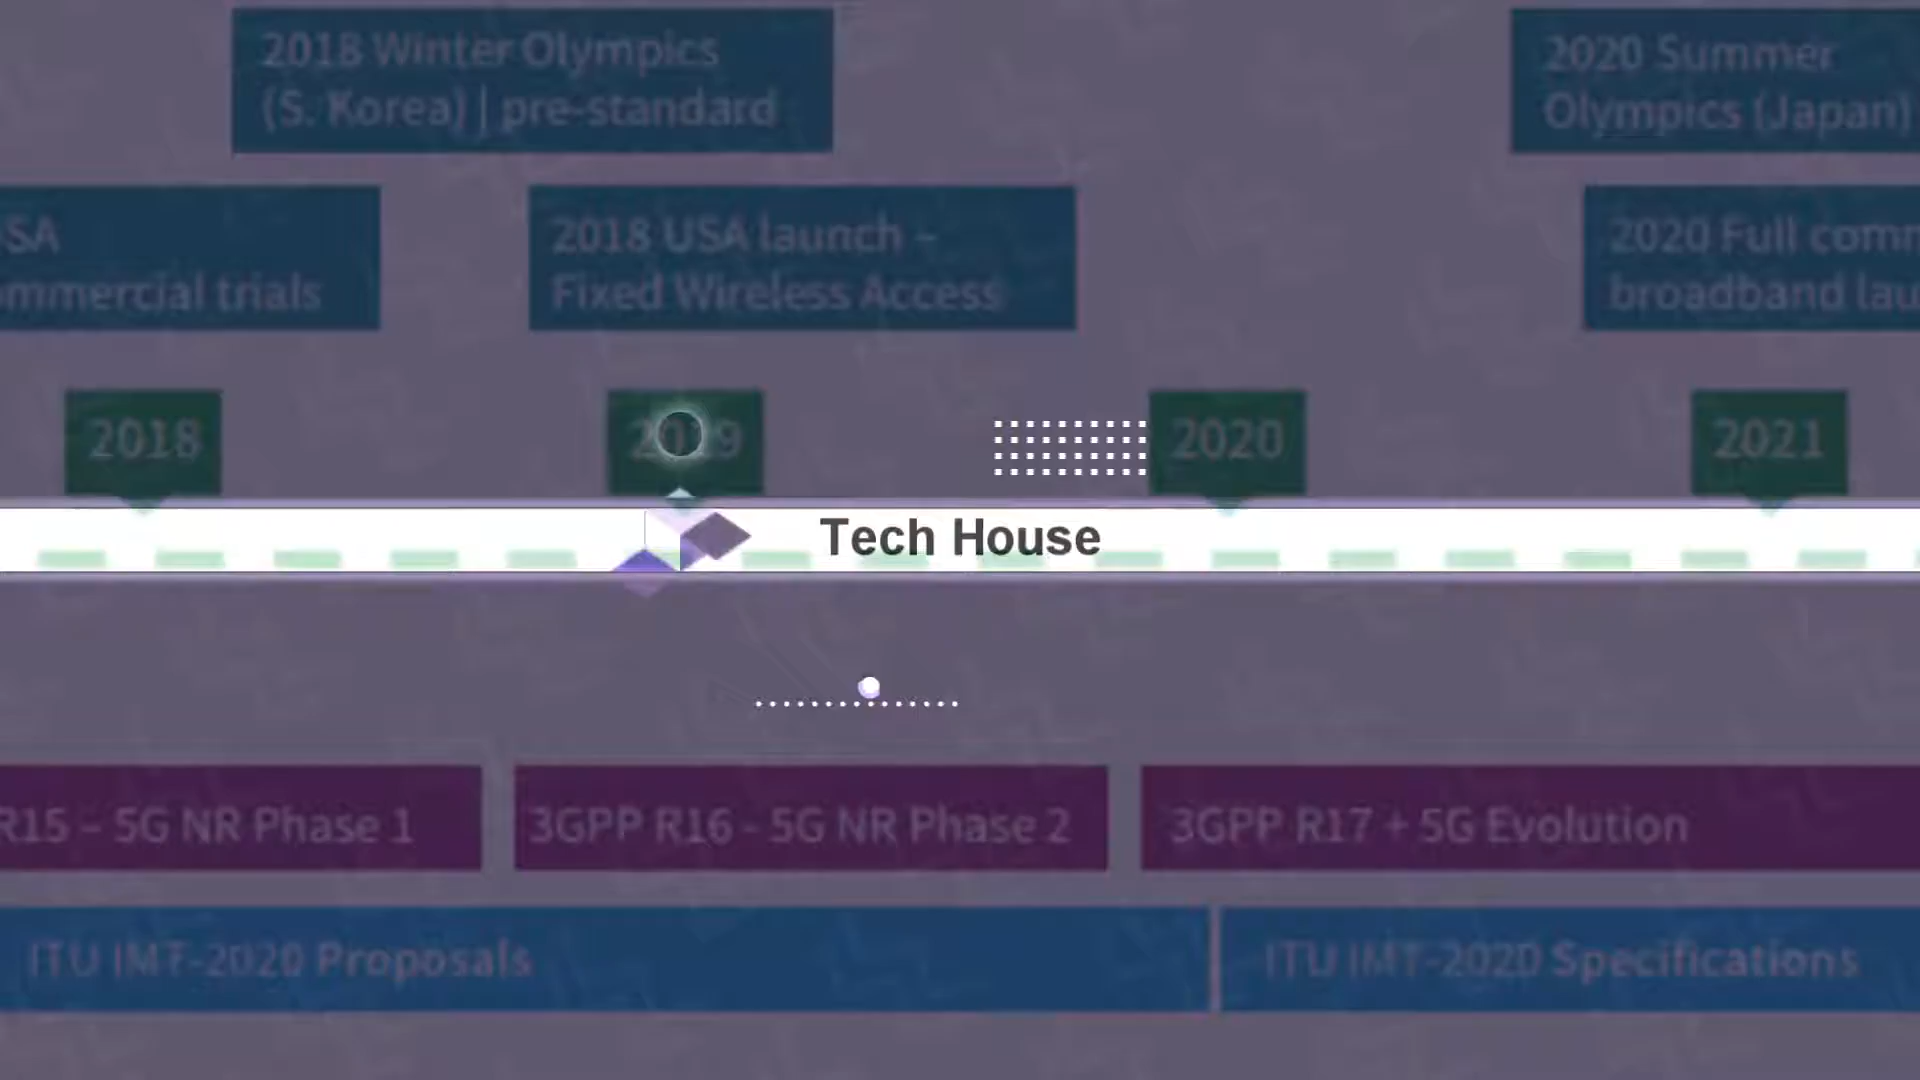 2018 Winter Olympics
(S. Korea) | pre-standard
2020 Summer
Olympics (Japan)
SA
ommercial trials
2018 USA launch –
Fixed Wireless Access
2020 Full comm
broadband lau
2018
2019
2020
2021
Tech House
R15 – 5G NR Phase 1
3GPP R16 - 5G NR Phase 2
3GPP R17 + 5G Evolution
ITU IMT-2020 Proposals
ITU IMT-2020 Specifications